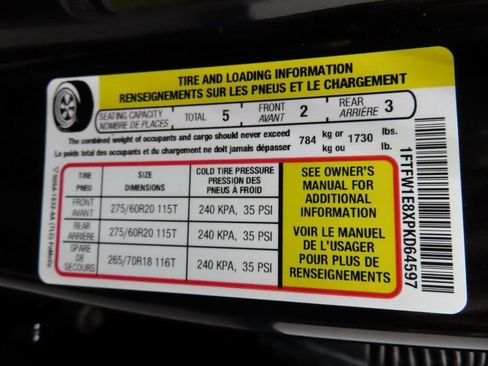 TIRE AND LOADING INFORMATION
RENSEIGNEMENTS SUR LES PNEUS ET LE CHARGEMENT
SEATING CAPACITY TOTAL 5 FRONT 2 REAR 3
NOMBRE DE PLACES AVANT ARRIÈRE
The combined weight of occupants and cargo should never exceed 784 kg or 1730 lbs.
Le poids total des occupants et du chargement ne doit jamais dépasser kg ou lb.
TIRE SIZE COLD TIRE PRESSION
PNEU DIMENSIONS DES PNEUS À FROID
FRONT 275/60R20 115T 240 KPA, 35 PSI
AVANT
REAR 275/60R20 115T 240 KPA, 35 PSI
ARRIÈRE
SPARE 265/70R18 116T 240 KPA, 35 PSI
DE SECOURS
SEE OWNER'S
MANUAL FOR
ADDITIONAL
INFORMATION
VOIR LE MANUEL
DE L'USAGER
POUR PLUS DE
RENSEIGNEMENTS
1FTFW1E8XPKD64597